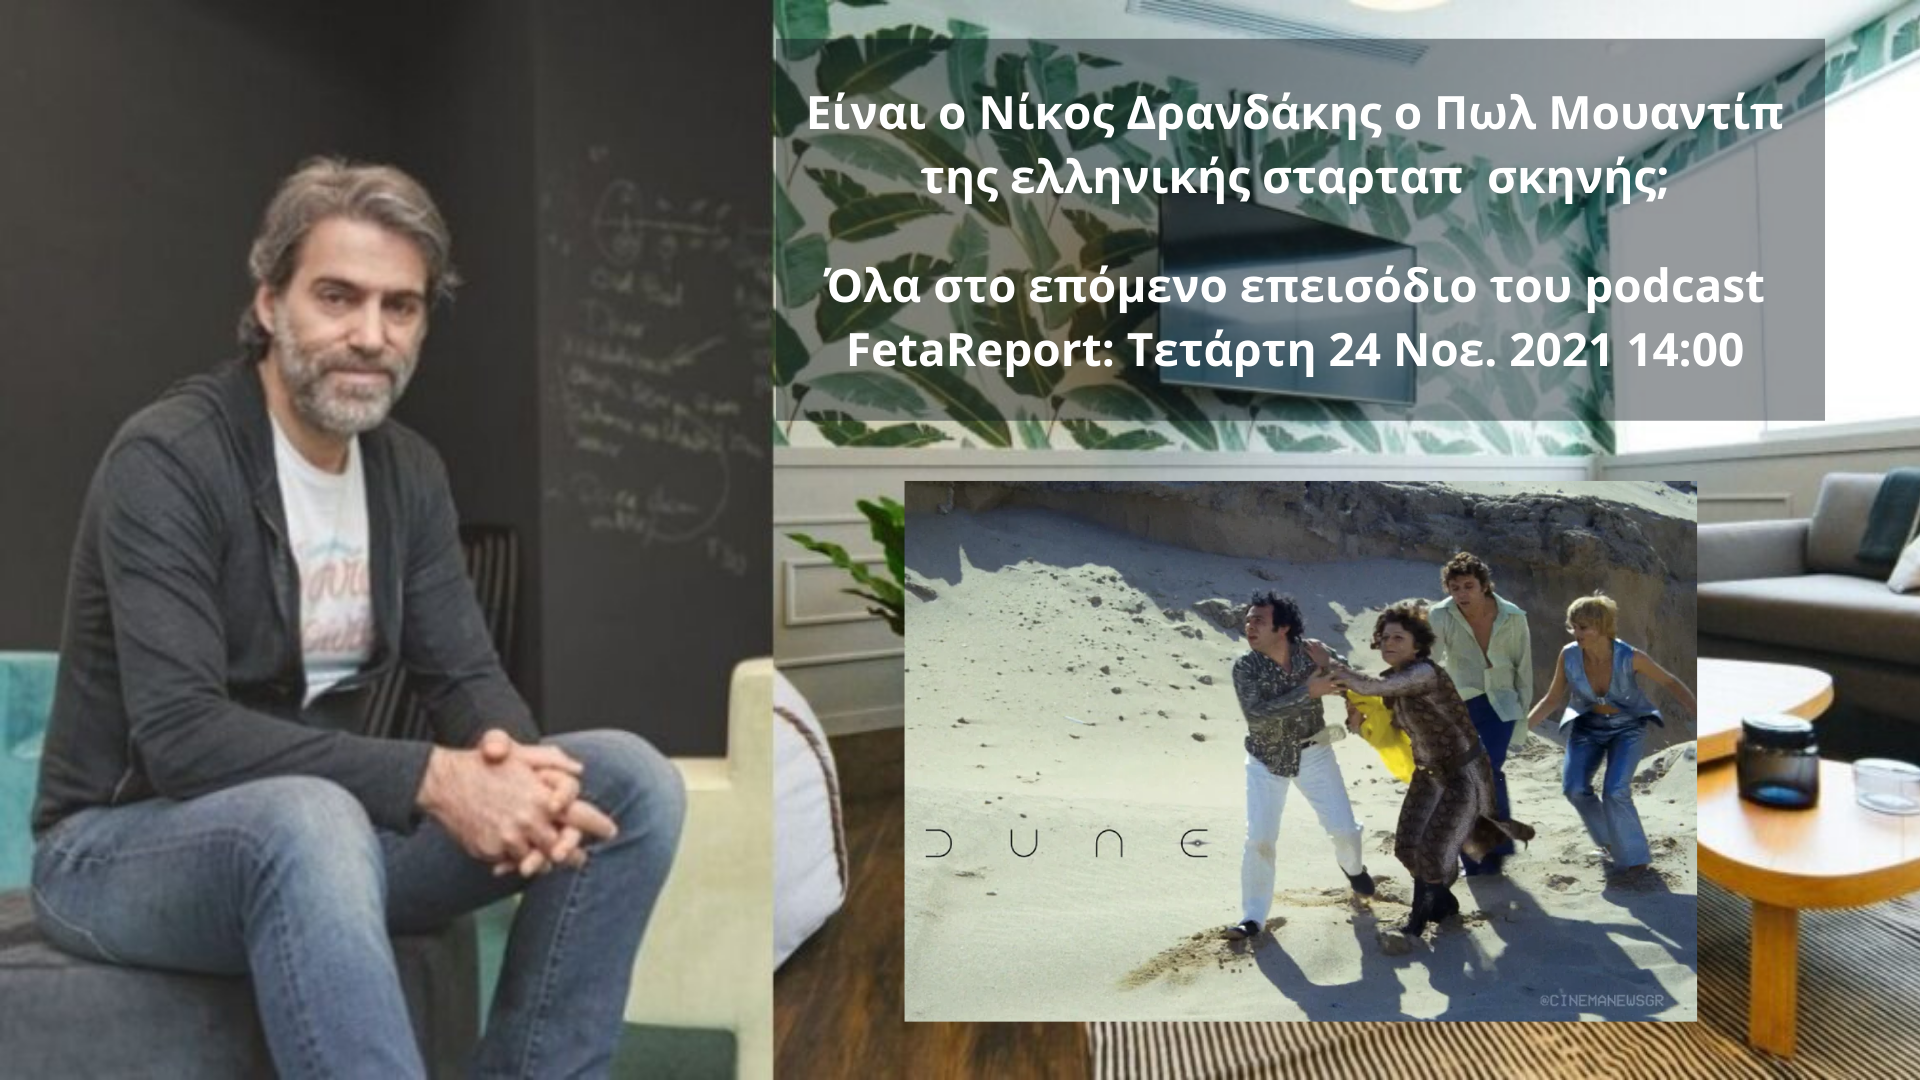 Είναι ο Νίκος Δρανδάκης ο Πωλ Μουαντίπ
της ελληνικής σταρταπ σκηνής;
Όλα στο επόμενο επεισόδιο του podcast
FetaReport: Τετάρτη 24 Νοε. 2021 14:00
DUNE
@CINEMANEWSGR